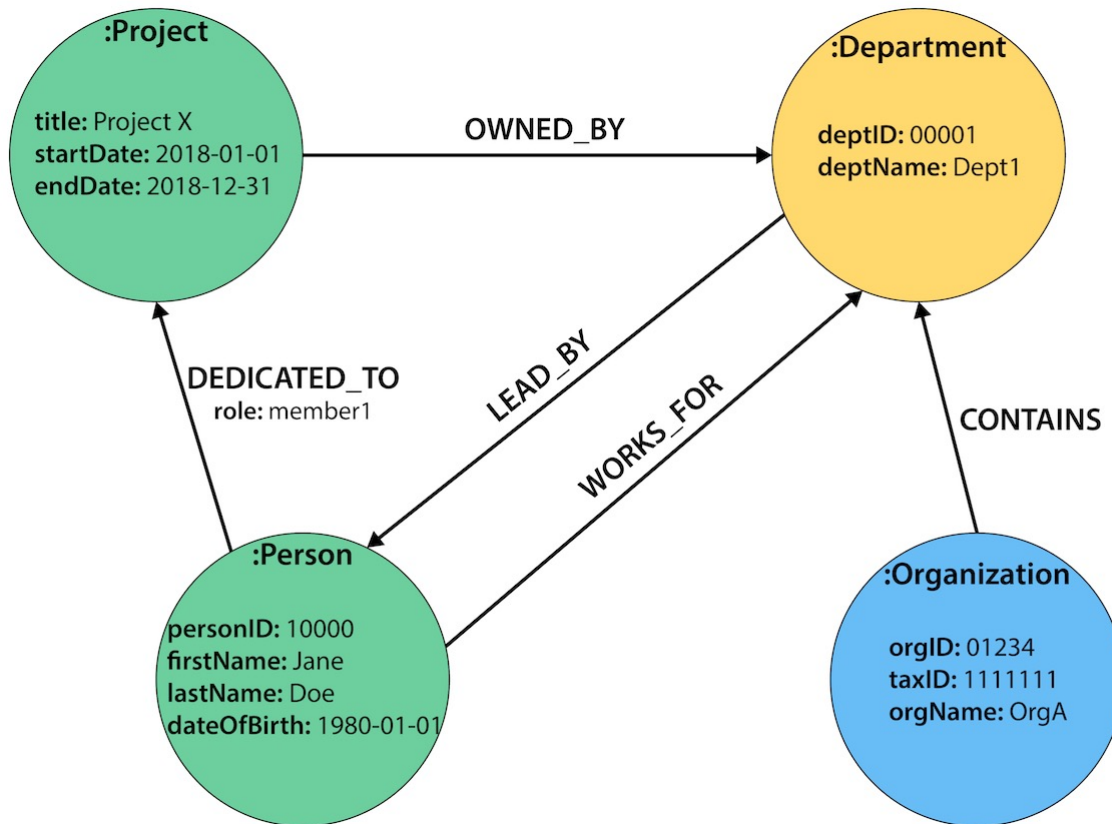 :Project
title: Project X
startDate: 2018-01-01
endDate: 2018-12-31
OWNED_BY
:Department
deptID: 00001
deptName: Dept1
DEDICATED_TO
role: member1
LEAD_BY
WORKS_FOR
CONTAINS
:Person
personID: 10000
firstName: Jane
lastName: Doe
dateOfBirth: 1980-01-01
:Organization
orgID: 01234
taxID: 1111111
orgName: OrgA